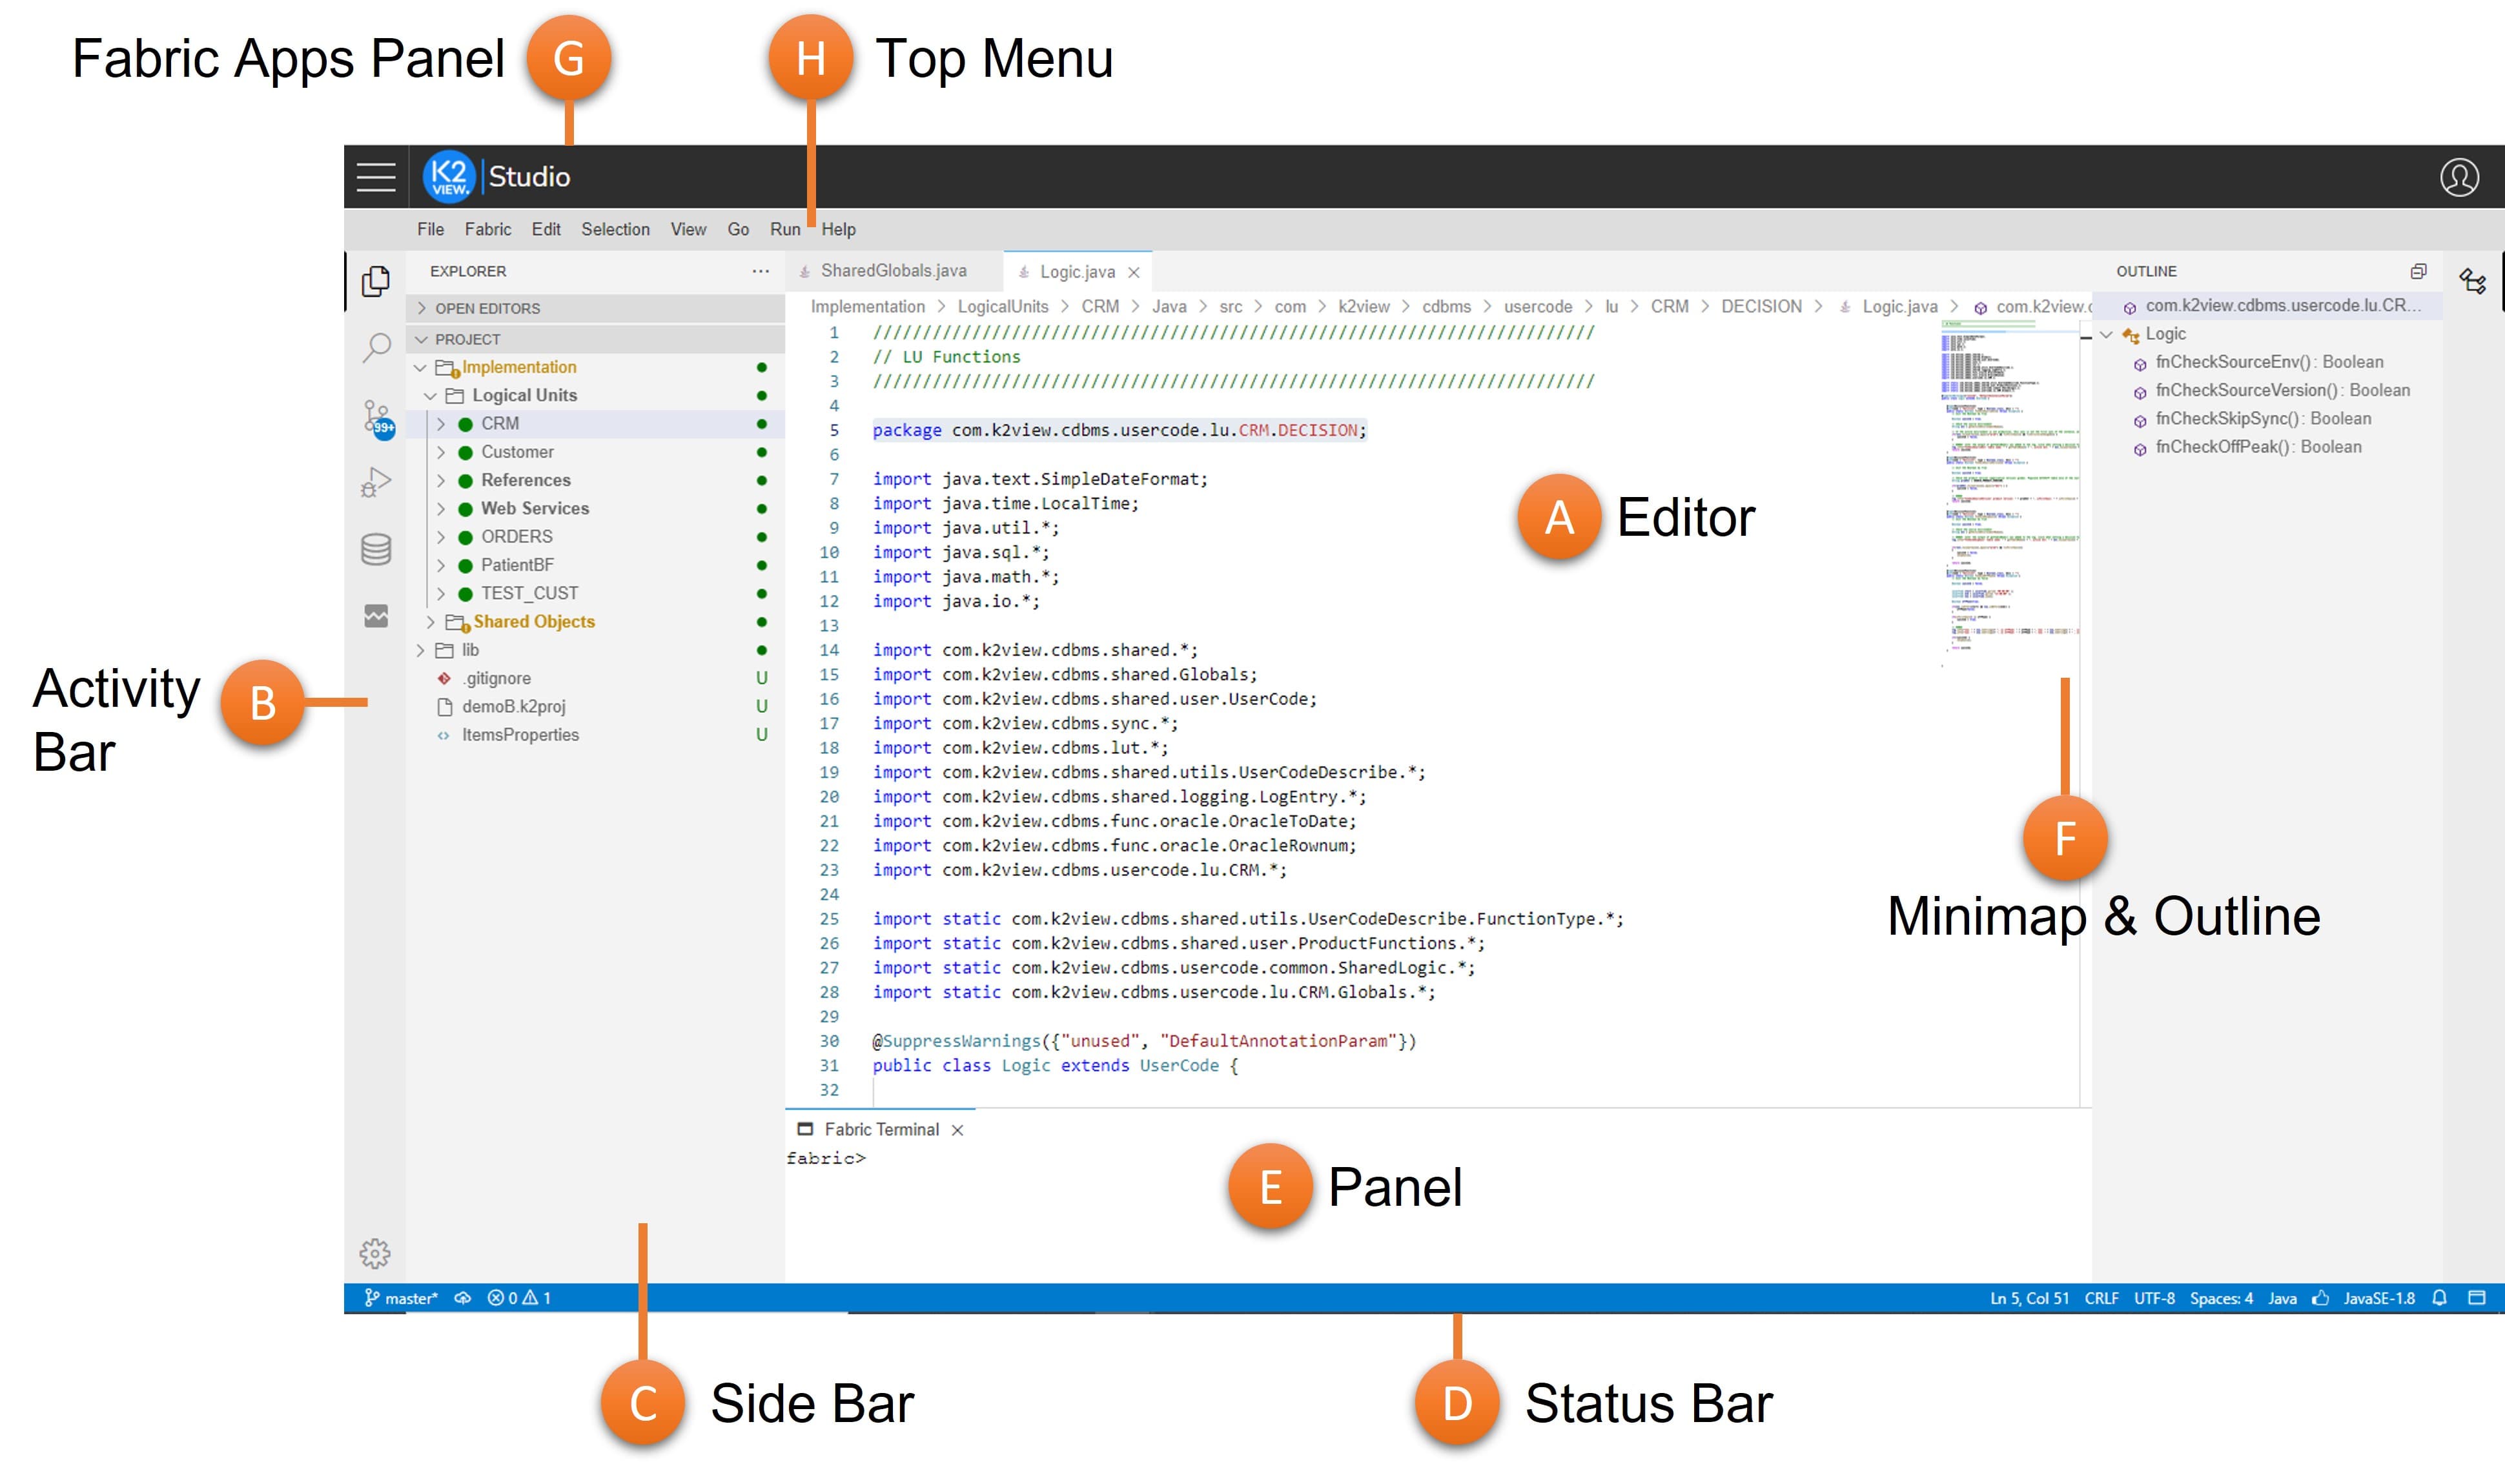 Fabric Apps Panel G
H Top Menu
K2 VIEW. Studio
File Fabric Edit Selection View Go Run Help
EXPLORER ...
OPEN EDITORS
PROJECT
Implementation
Logical Units
CRM
Customer
References
Web Services
ORDERS
PatientBF
TEST_CUST
Shared Objects
lib
.gitignore U
demoB.k2proj U
ItemsProperties U
99+
Activity
Bar
B
SharedGlobals.java Logic.java
Implementation > LogicalUnits > CRM > Java > src > com > k2view > cdbms > usercode > lu > CRM > DECISION > Logic.java > com.k2view.c
1 /////////////////////////////////////////////////////////////////////////
2 // LU Functions
3 /////////////////////////////////////////////////////////////////////////
4
5 package com.k2view.cdbms.usercode.lu.CRM.DECISION;
6
7 import java.text.SimpleDateFormat;
8 import java.time.LocalTime;
9 import java.util.*;
10 import java.sql.*;
11 import java.math.*;
12 import java.io.*;
13
14 import com.k2view.cdbms.shared.*;
15 import com.k2view.cdbms.shared.Globals;
16 import com.k2view.cdbms.shared.user.UserCode;
17 import com.k2view.cdbms.sync.*;
18 import com.k2view.cdbms.lut.*;
19 import com.k2view.cdbms.shared.utils.UserCodeDescribe.*;
20 import com.k2view.cdbms.shared.logging.LogEntry.*;
21 import com.k2view.cdbms.func.oracle.OracleToDate;
22 import com.k2view.cdbms.func.oracle.OracleRownum;
23 import com.k2view.cdbms.usercode.lu.CRM.*;
24
25 import static com.k2view.cdbms.shared.utils.UserCodeDescribe.FunctionType.*;
26 import static com.k2view.cdbms.shared.user.ProductFunctions.*;
27 import static com.k2view.cdbms.usercode.common.SharedLogic.*;
28 import static com.k2view.cdbms.usercode.lu.CRM.Globals.*;
29
30 @SuppressWarnings({"unused", "DefaultAnnotationParam"})
31 public class Logic extends UserCode {
32
A Editor
OUTLINE
com.k2view.cdbms.usercode.lu.CR...
Logic
fnCheckSourceEnv() : Boolean
fnCheckSourceVersion() : Boolean
fnCheckSkipSync() : Boolean
fnCheckOffPeak() : Boolean
F
Minimap & Outline
Fabric Terminal
fabric>
E Panel
master* 0 1
Ln 5, Col 51 CRLF UTF-8 Spaces: 4 Java JavaSE-1.8
C Side Bar
D Status Bar